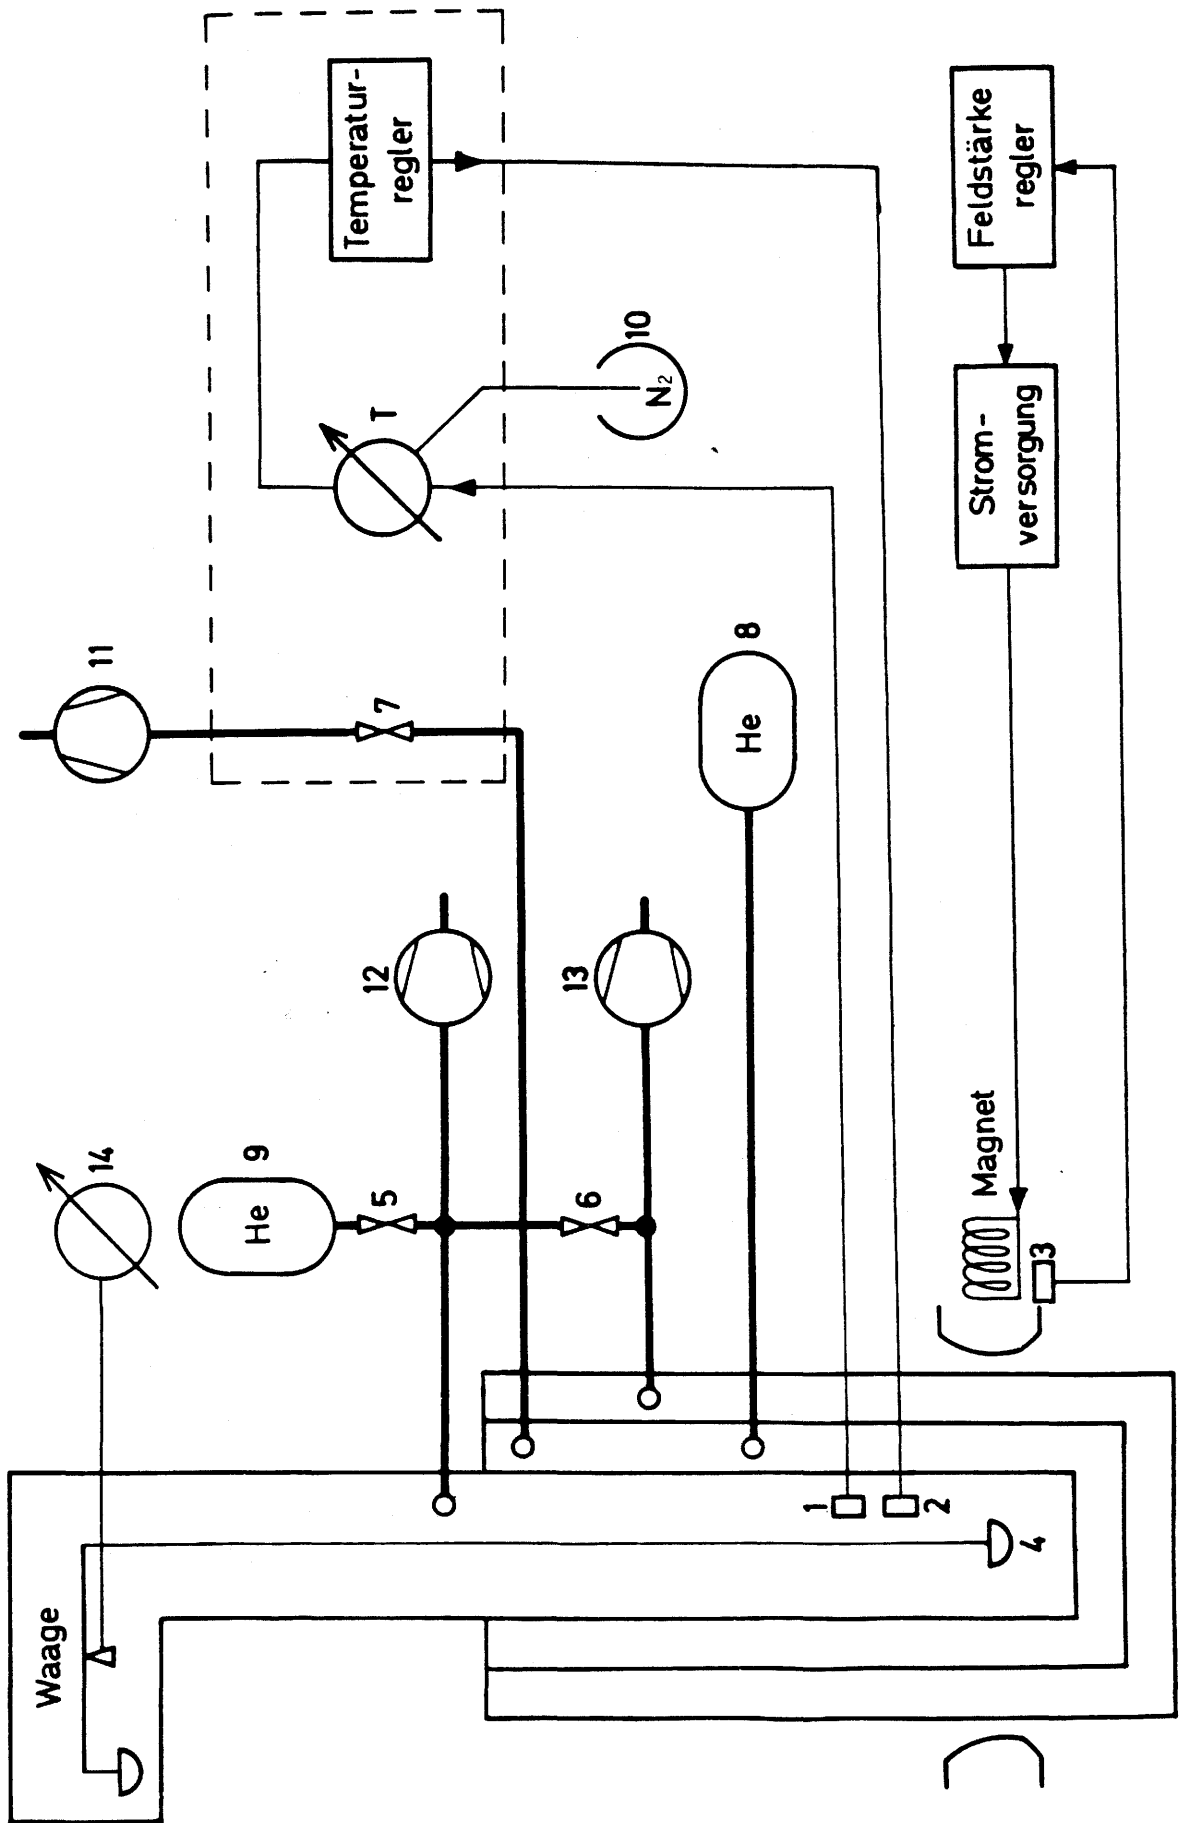 Waage
14
He
9
5
12
6
13
11
7
T
Temperatur-
regler
N₂
10
He
8
1
2
4
Magnet
3
Strom-
versorgung
Feldstärke
regler